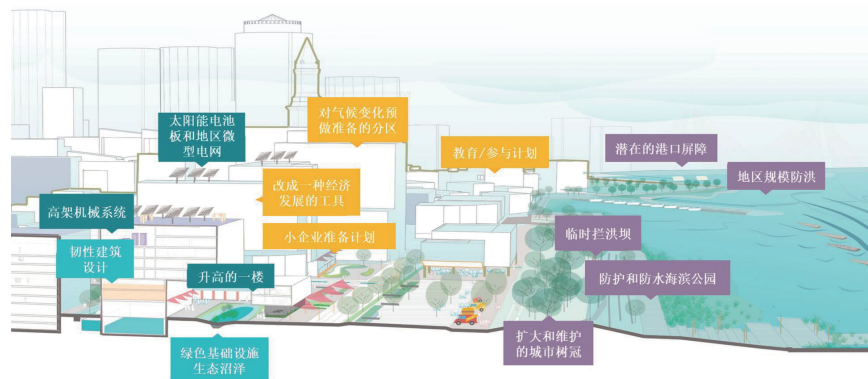 太阳能电池
板和地区微
型电网
对气候变化预
做准备的分区
教育/参与计划
潜在的港口屏障
地区规模防洪
改成一种经济
发展的工具
高架机械系统
小企业准备计划
临时拦洪坝
韧性建筑
设计
升高的一楼
防护和防水海滨公园
扩大和维护
的城市树冠
绿色基础设施
生态沼泽